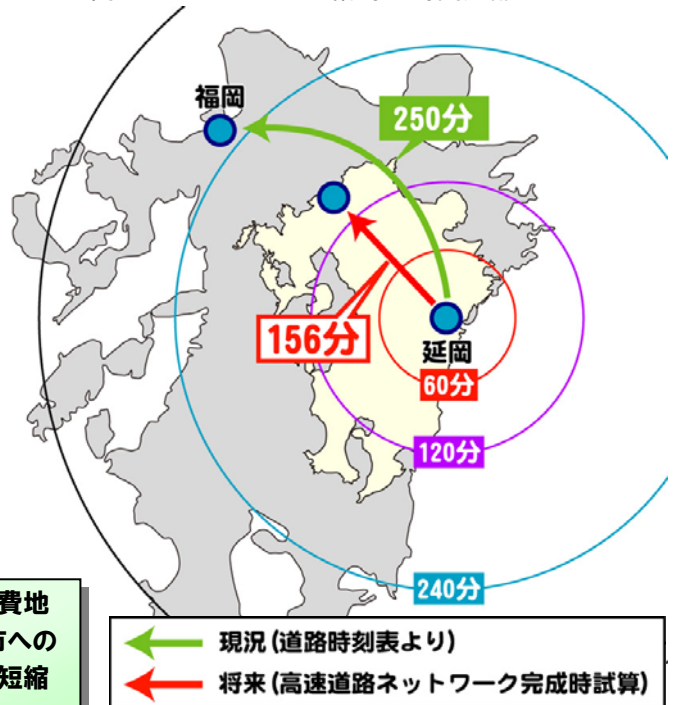 福岡
250分
156分
延岡
60分
120分
240分
費地
方への
短縮
現況(道路時刻表より)
将来(高速道路ネットワーク完成時試算)